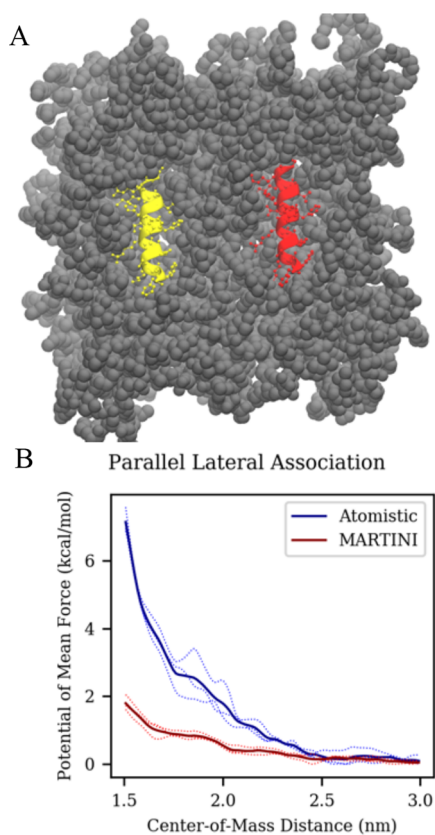 A
B
Parallel Lateral Association
Atomistic
MARTINI
Potential of Mean Force (kcal/mol)
6
4
2
0
1.5 2.0 2.5 3.0
Center-of-Mass Distance (nm)